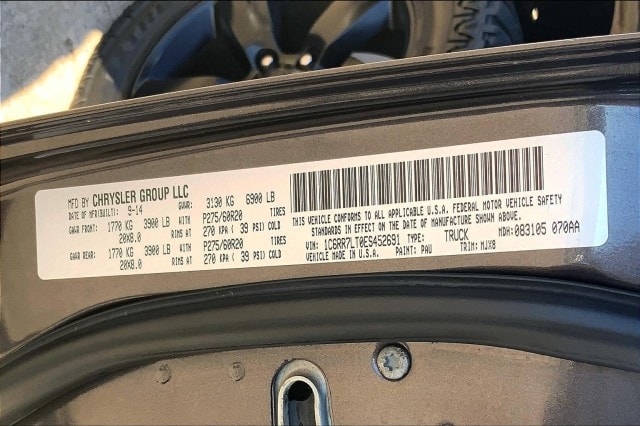 MFD BY CHRYSLER GROUP LLC
DATE OF MFR(BUILT): 9-14 GVWR: 3130 KG 6900 LB
GAWR FRONT: 1770 KG 3900 LB WITH P275/60R20 TIRES
20X8.0 RIMS AT 270 KPA ( 39 PSI) COLD
GAWR REAR: 1770 KG 3900 LB WITH P275/60R20 TIRES
20X8.0 RIMS AT 270 KPA ( 39 PSI) COLD
THIS VEHICLE CONFORMS TO ALL APPLICABLE U.S.A. FEDERAL MOTOR VEHICLE SAFETY
STANDARDS IN EFFECT ON THE DATE OF MANUFACTURE SHOWN ABOVE.
VIN: 1C6RR7LT0ES452691 TYPE: TRUCK MDH: 083105 070AA
VEHICLE MADE IN U.S.A. PAINT: PAU TRIM: MJX8